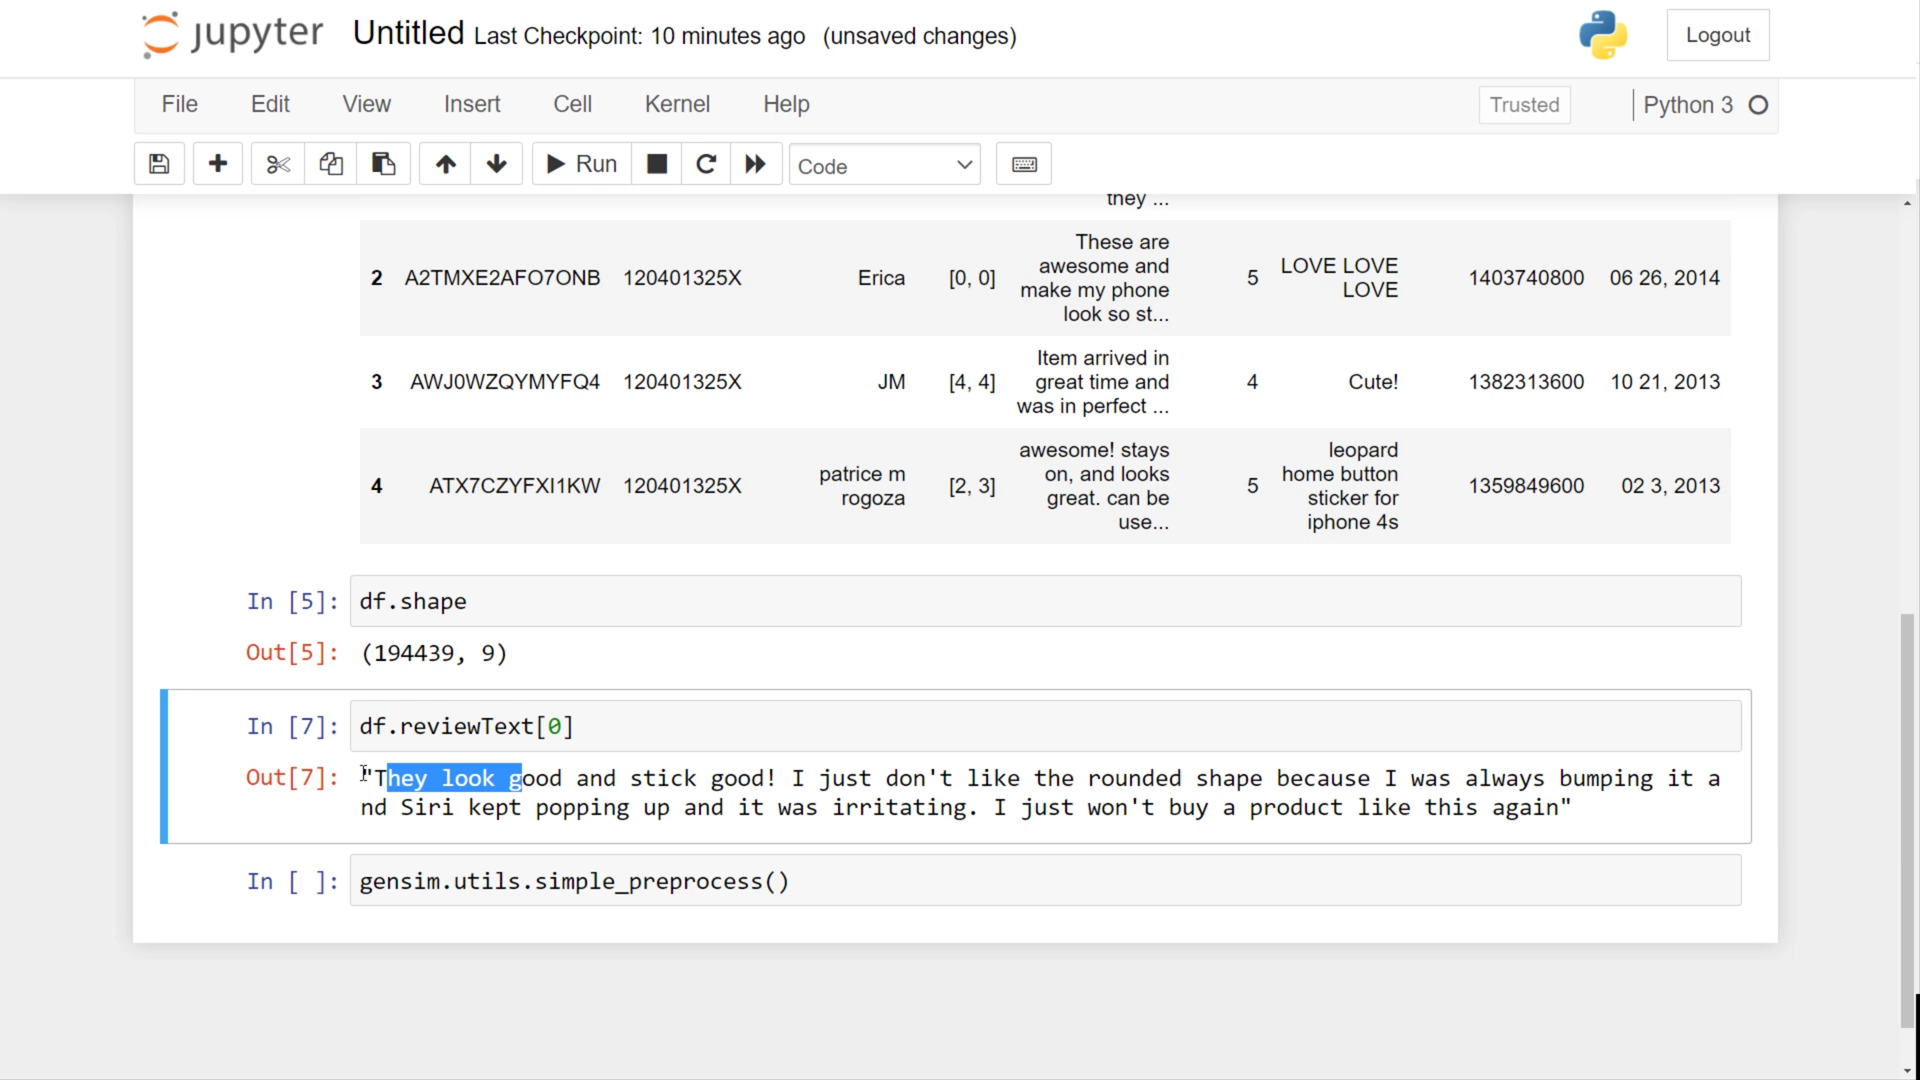 jupyter Untitled Last Checkpoint: 10 minutes ago (unsaved changes) Logout
File Edit View Insert Cell Kernel Help Trusted Python 3
Run Code
they ...
These are
awesome and
make my phone
look so st...
2 A2TMXE2AFO7ONB 120401325X Erica [0, 0] 5 LOVE LOVE
LOVE 1403740800 06 26, 2014
Item arrived in
great time and
was in perfect ...
3 AWJ0WZQYMYFQ4 120401325X JM [4, 4] 4 Cute! 1382313600 10 21, 2013
awesome! stays
on, and looks
great. can be
use...
4 ATX7CZYFXI1KW 120401325X patrice m
rogoza [2, 3] 5 leopard
home button
sticker for
iphone 4s 1359849600 02 3, 2013
In [5]: df.shape
Out[5]: (194439, 9)
In [7]: df.reviewText[0]
Out[7]: "They look good and stick good! I just don't like the rounded shape because I was always bumping it a
nd Siri kept popping up and it was irritating. I just won't buy a product like this again"
In [ ]: gensim.utils.simple_preprocess()